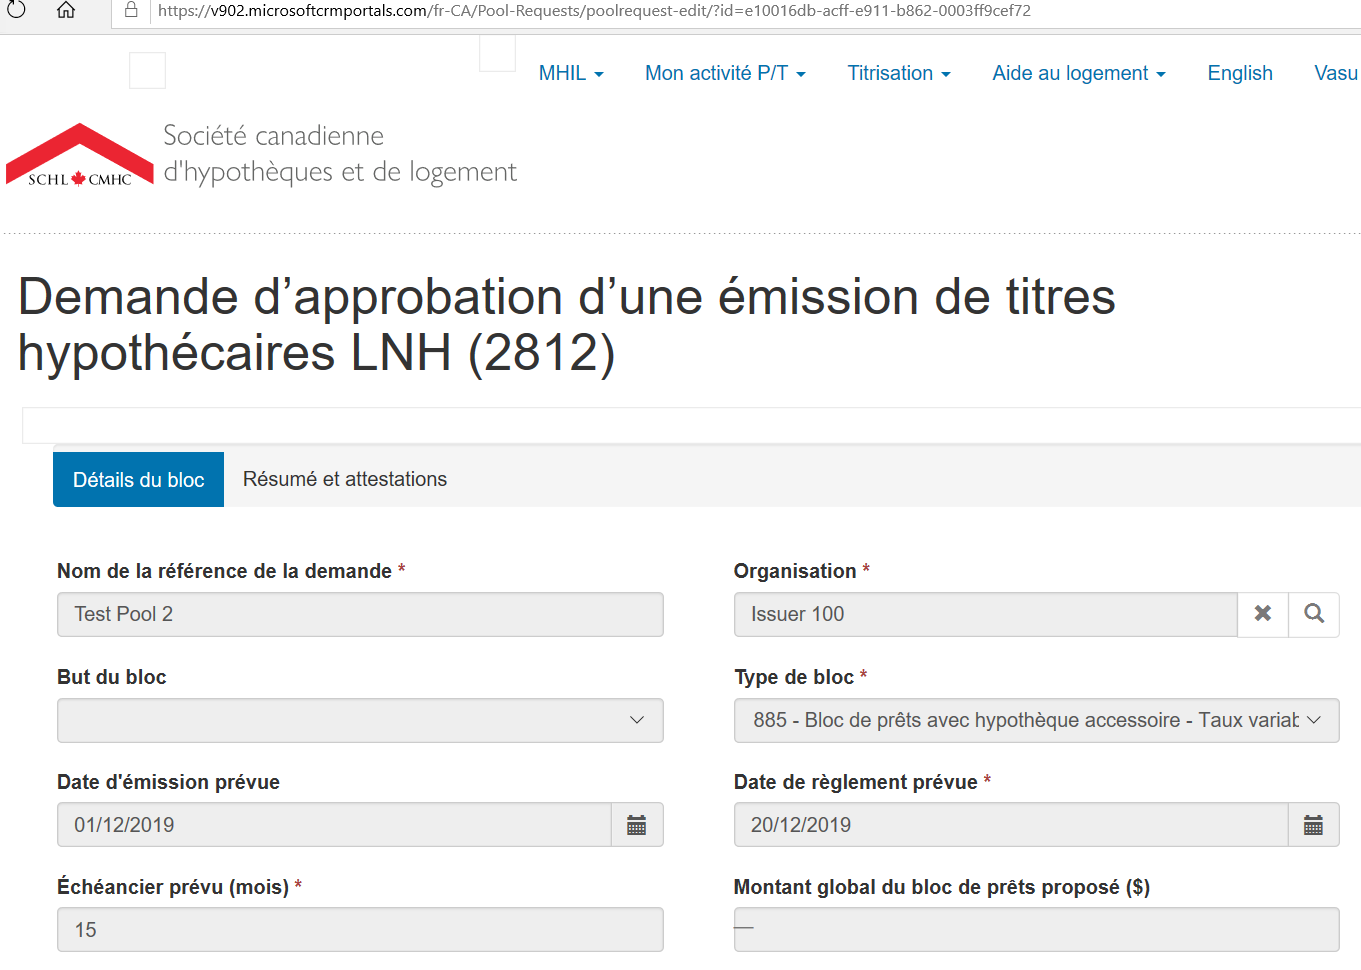 https://v902.microsoftcrmportals.com/fr-CA/Pool-Requests/poolrequest-edit/?id=e10016db-acff-e911-b862-0003ff9cef72
MHIL Mon activité P/T Titrisation Aide au logement English Vasu
Société canadienne
d'hypothèques et de logement
SCHL CMHC
Demande d’approbation d’une émission de titres
hypothécaires LNH (2812)
Détails du bloc Résumé et attestations
Nom de la référence de la demande * Organisation *
Test Pool 2 Issuer 100
But du bloc Type de bloc *
885 - Bloc de prêts avec hypothèque accessoire - Taux variab
Date d'émission prévue Date de règlement prévue *
01/12/2019 20/12/2019
Échéancier prévu (mois) * Montant global du bloc de prêts proposé ($)
15 —